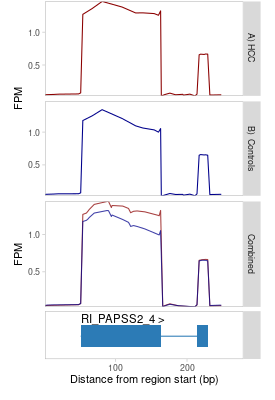 A) HCC
1.0
0.5
FPM
B) Controls
1.0
0.5
Combined
1.0
0.5
FPM
RI_PAPSS2_4 >
100
200
Distance from region start (bp)